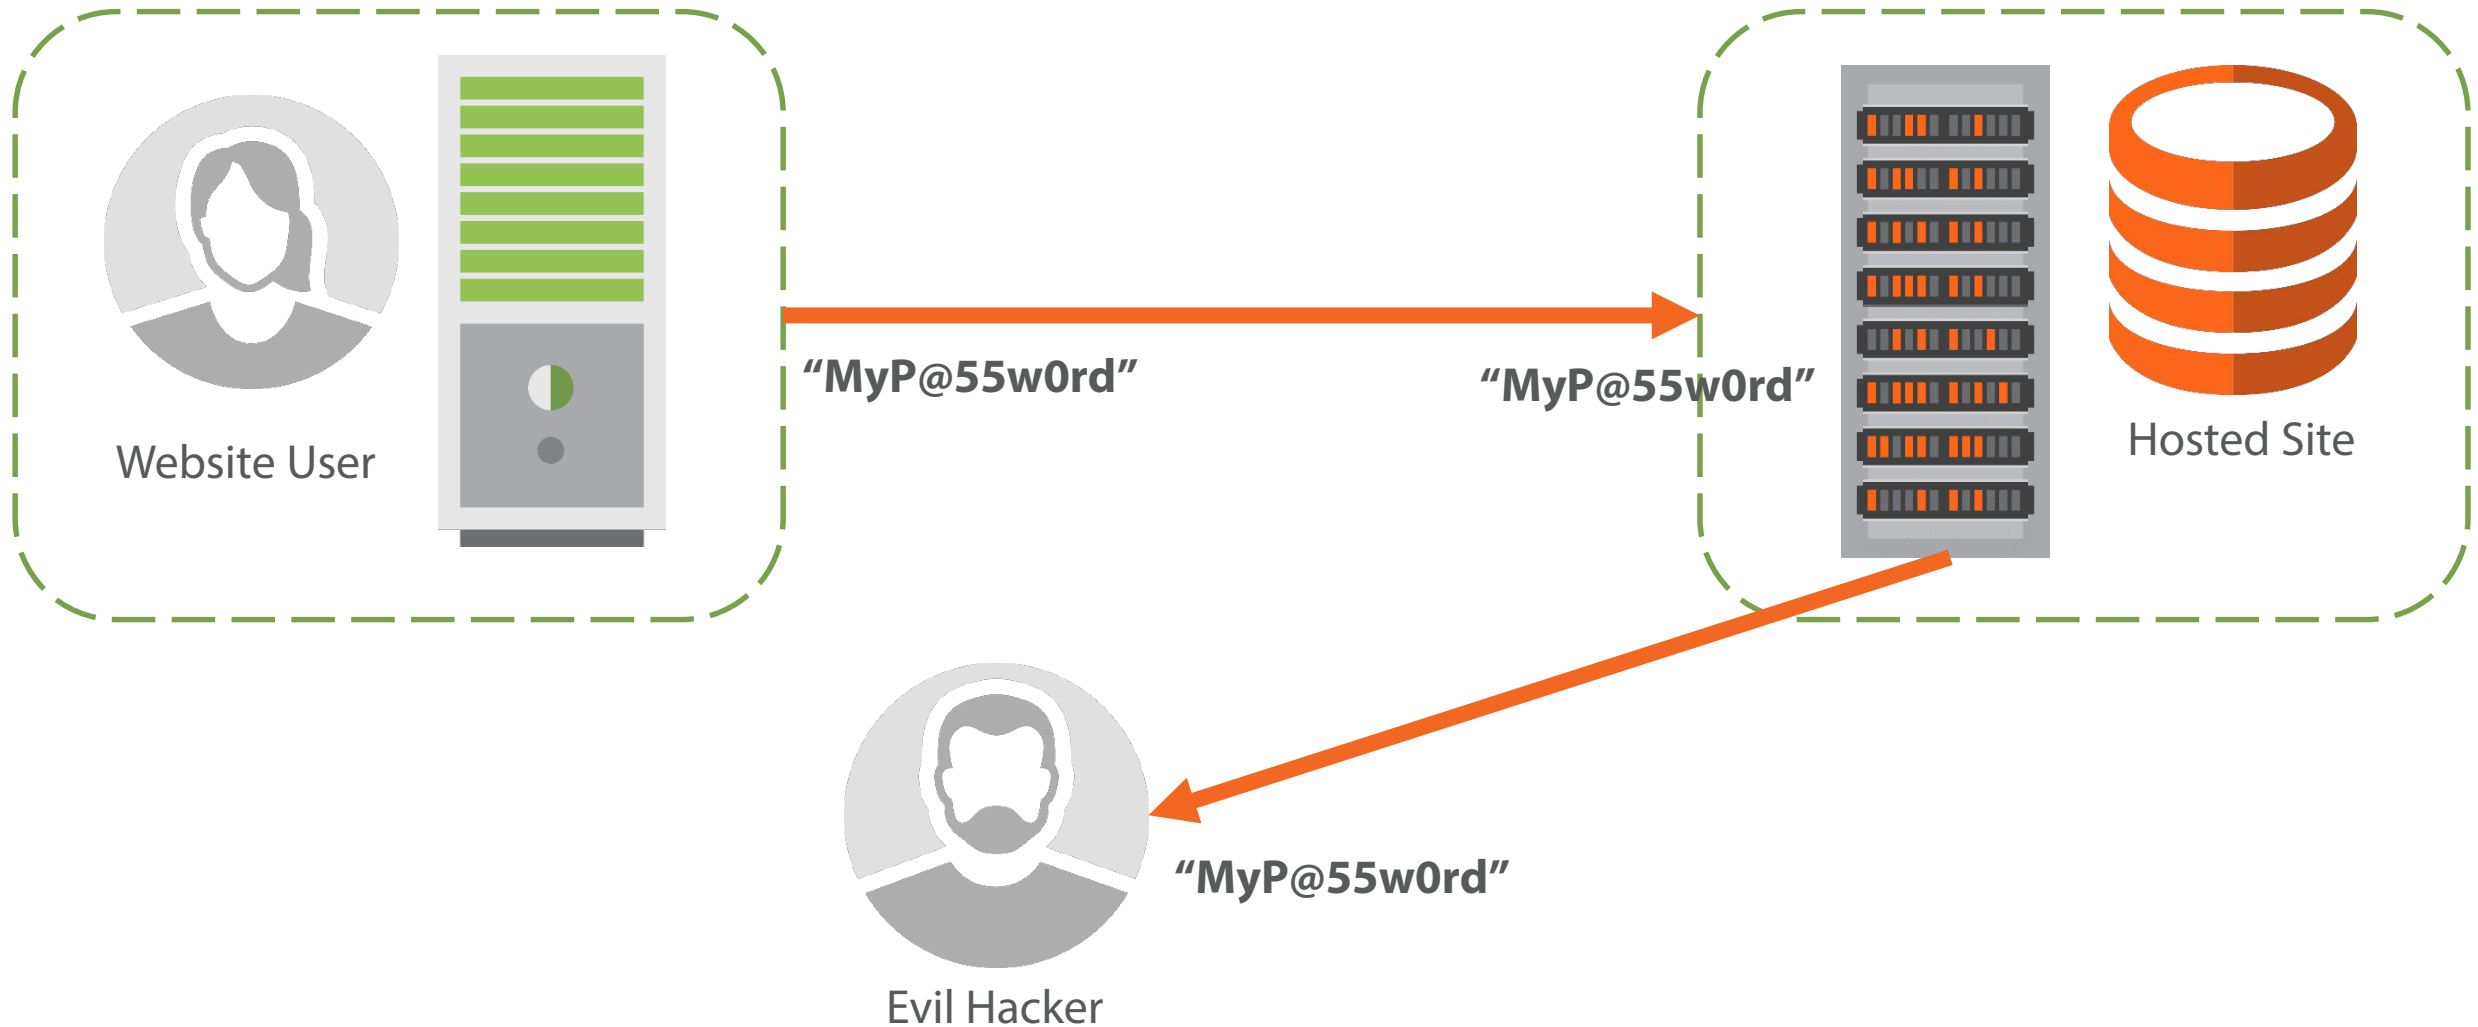 “MyP@55w0rd”
“MyP@55w0rd”
Website User
Hosted Site
“MyP@55w0rd”
Evil Hacker